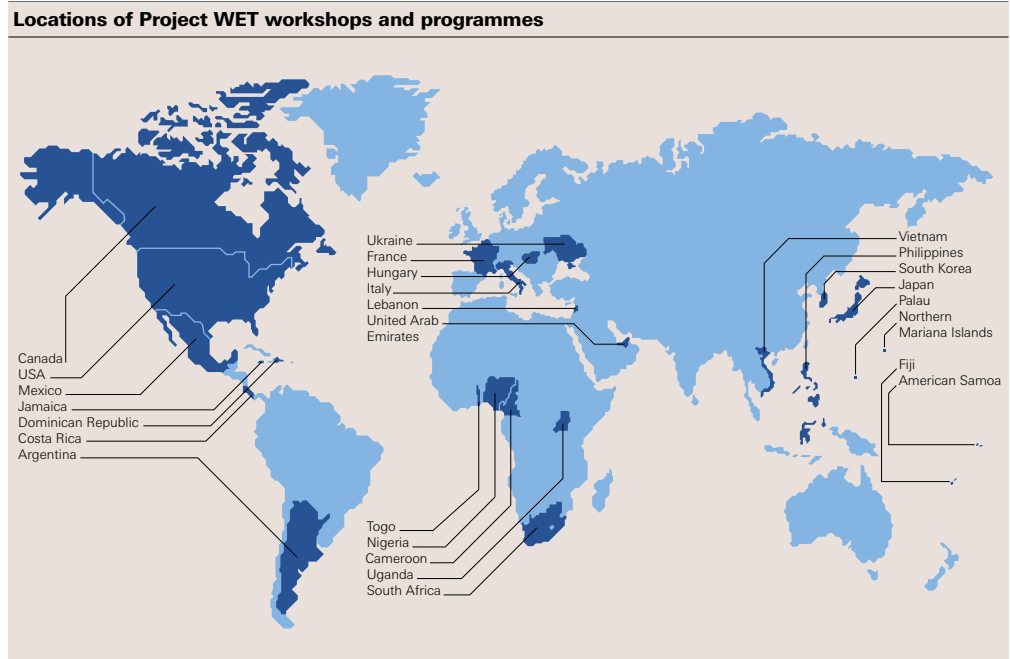 Locations of Project WET workshops and programmes
Canada
USA
Mexico
Jamaica
Dominican Republic
Costa Rica
Argentina
Ukraine
France
Hungary
Italy
Lebanon
United Arab
Emirates
Togo
Nigeria
Cameroon
Uganda
South Africa
Vietnam
Philippines
South Korea
Japan
Palau
Northern
Mariana Islands
Fiji
American Samoa